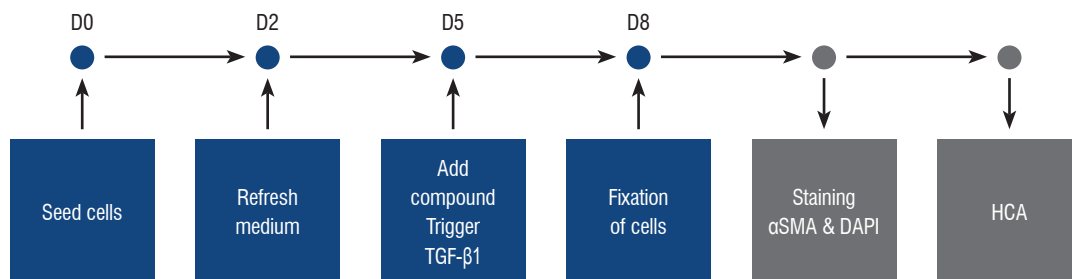 D0
D2
D5
D8
Seed cells
Refresh
medium
Add
compound
Trigger
TGF-β1
Fixation
of cells
Staining
αSMA & DAPI
HCA